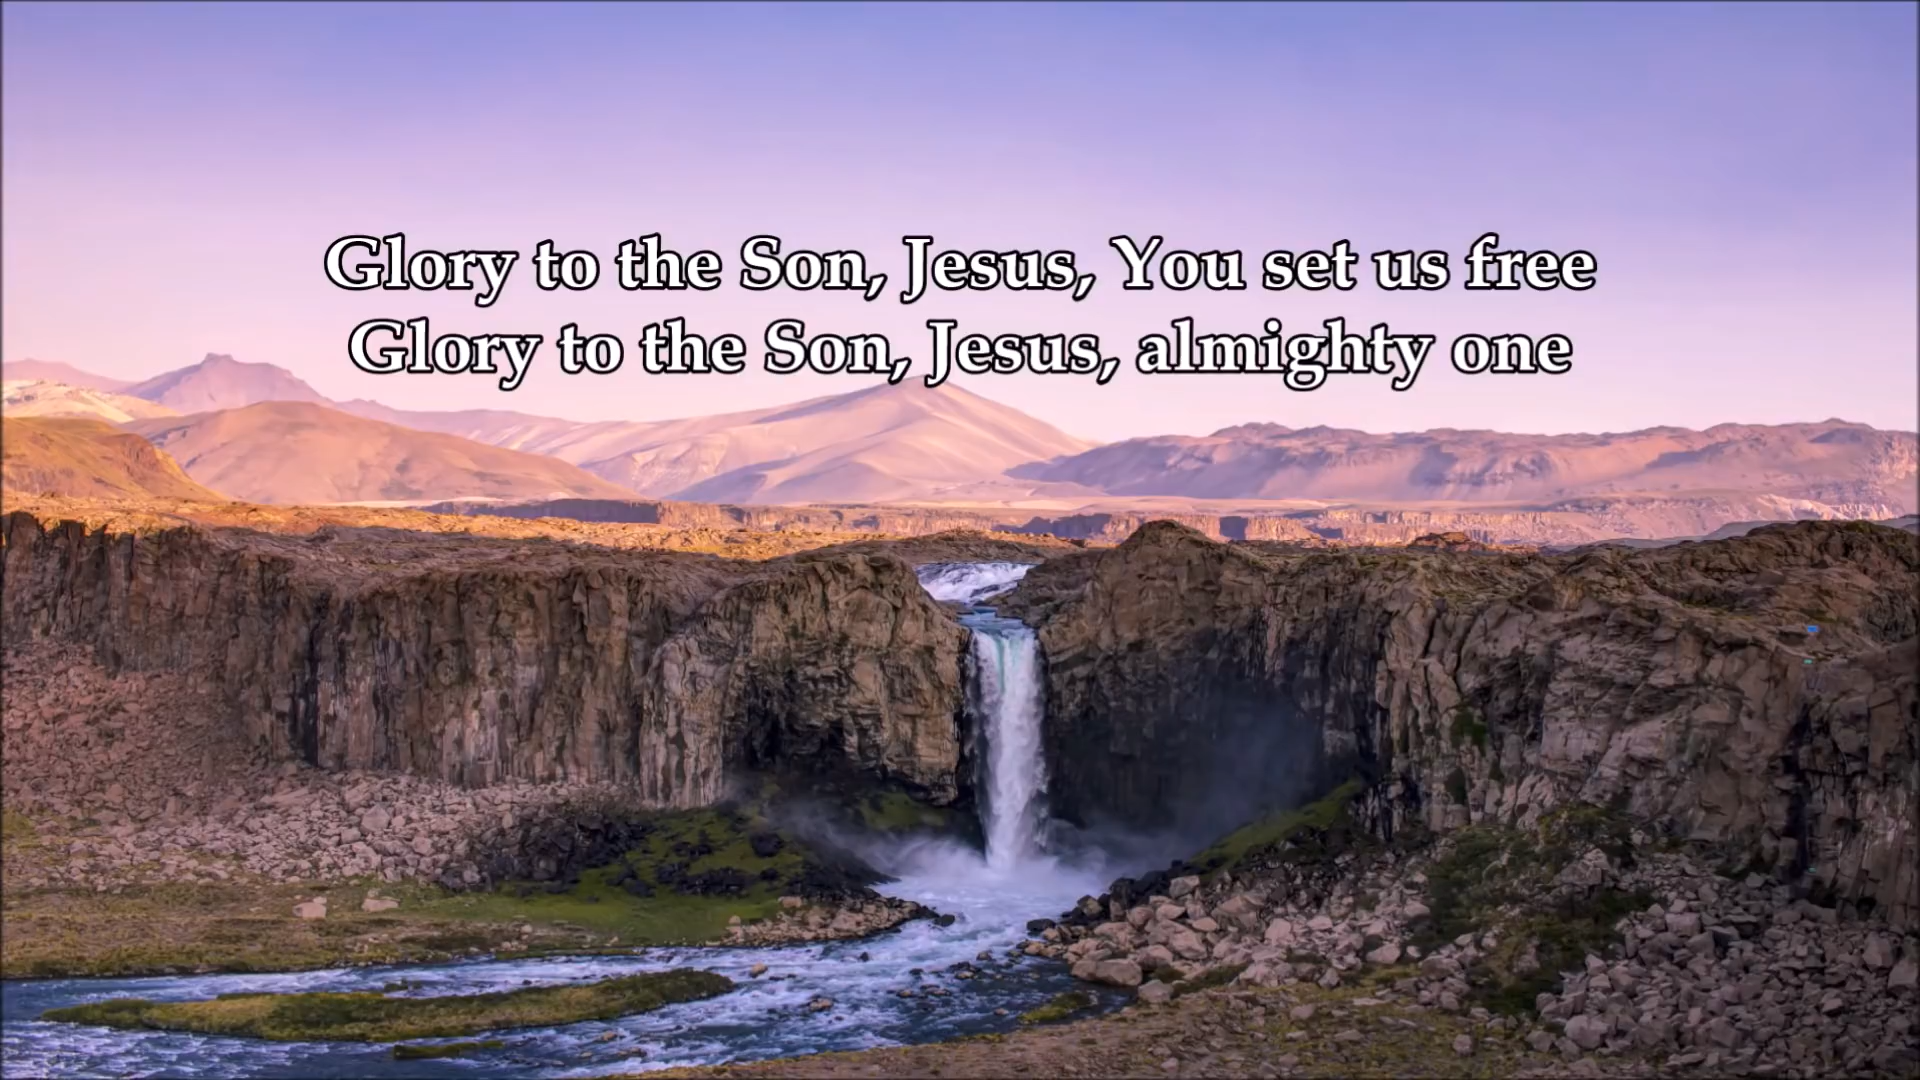 Glory to the Son, Jesus, You set us free
Glory to the Son, Jesus, almighty one